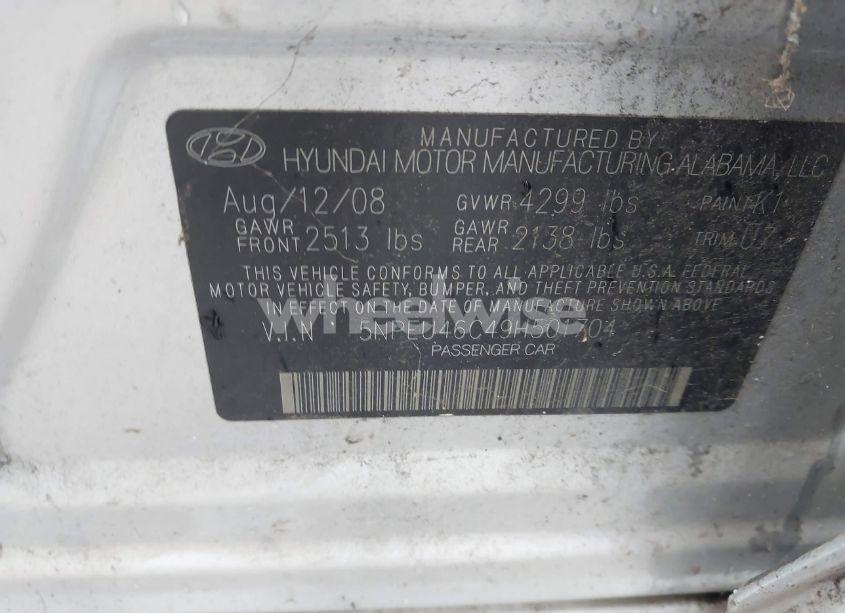 MANUFACTURED BY
HYUNDAI MOTOR MANUFACTURING ALABAMA, LLC
Aug/12/08 GVWR 4299 lbs PAINT K1
GAWR FRONT 2513 lbs GAWR REAR 2138 lbs TRIM
THIS VEHICLE CONFORMS TO ALL APPLICABLE U.S.A. FEDERAL
MOTOR VEHICLE SAFETY, BUMPER, AND THEFT PREVENTION STANDARDS
IN EFFECT ON THE DATE OF MANUFACTURE SHOWN ABOVE
wheelwise
V.I.N
PASSENGER CAR